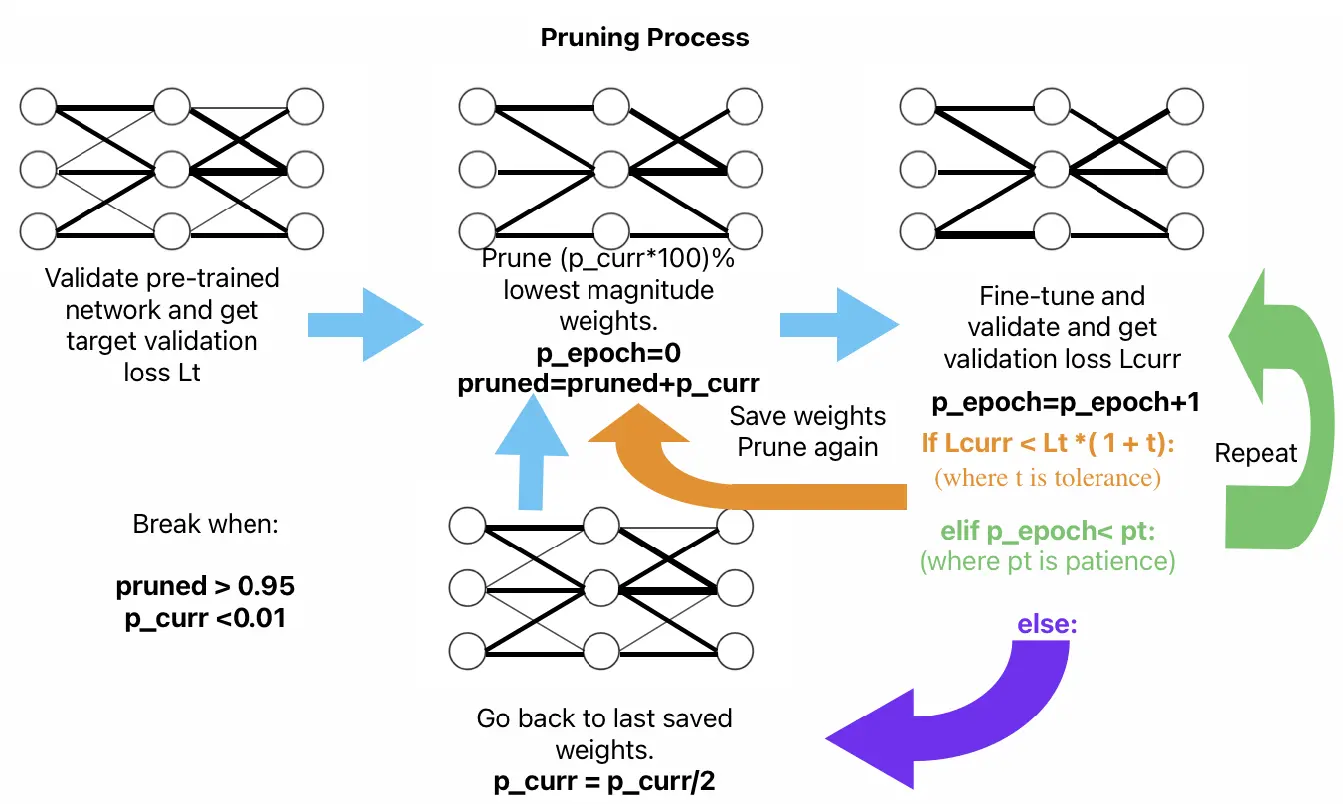 Pruning Process
Validate pre-trained
network and get
target validation
loss Lt
Prune (p_curr*100)%
lowest magnitude
weights.
p_epoch=0
pruned=pruned+p_curr
Fine-tune and
validate and get
validation loss Lcurr
p_epoch=p_epoch+1
If Lcurr < Lt *( 1 + t):
(where t is tolerance)
Save weights
Prune again
Repeat
elif p_epoch< pt:
(where pt is patience)
else:
Break when:
pruned > 0.95
p_curr <0.01
Go back to last saved
weights.
p_curr = p_curr/2